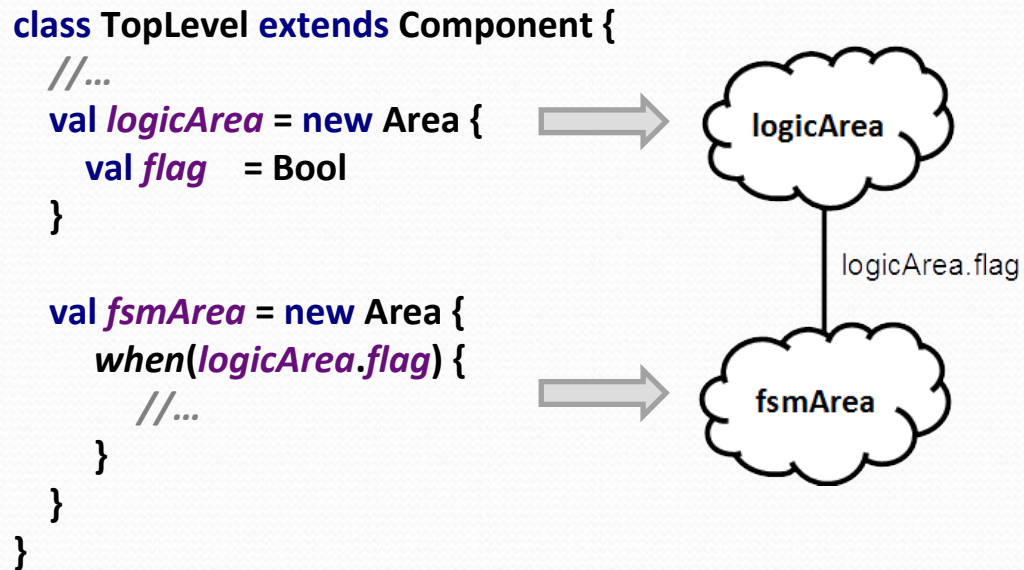 class TopLevel extends Component {
//…
val logicArea = new Area {
val flag = Bool
}
val fsmArea = new Area {
when(logicArea.flag) {
//…
}
}
}
logicArea
logicArea.flag
fsmArea